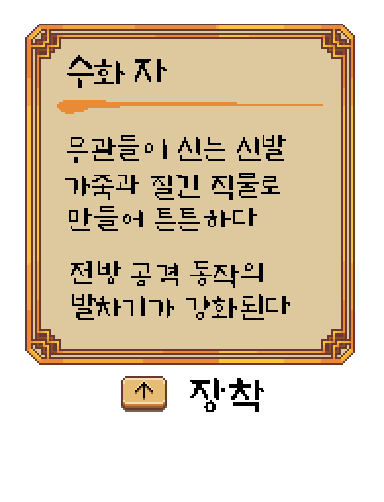 수화자
무관들이 신는 신발
가죽과 질긴 직물로
만들어 튼튼하다
전방 공격 동작의
발차기가 강화된다
↑ 장착